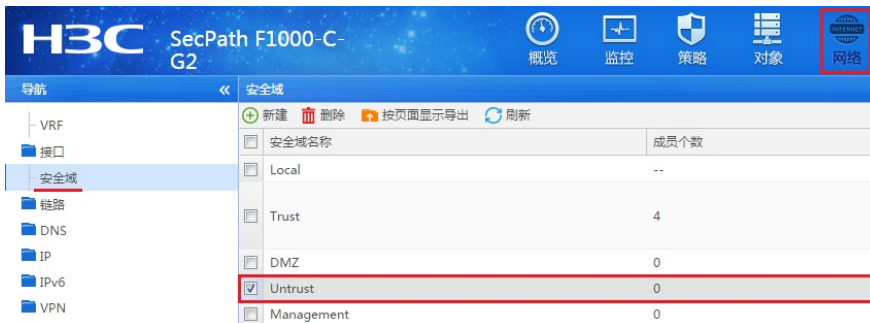 H3C SecPath F1000-C-G2
概览 监控 策略 对象 INTERNET 网络
导航 « 安全域
新建 删除 按页面显示导出 刷新
VRF
接口
安全域
链路
DNS
IP
IPv6
VPN
安全域名称 成员个数
Local --
Trust 4
DMZ 0
Untrust 0
Management 0